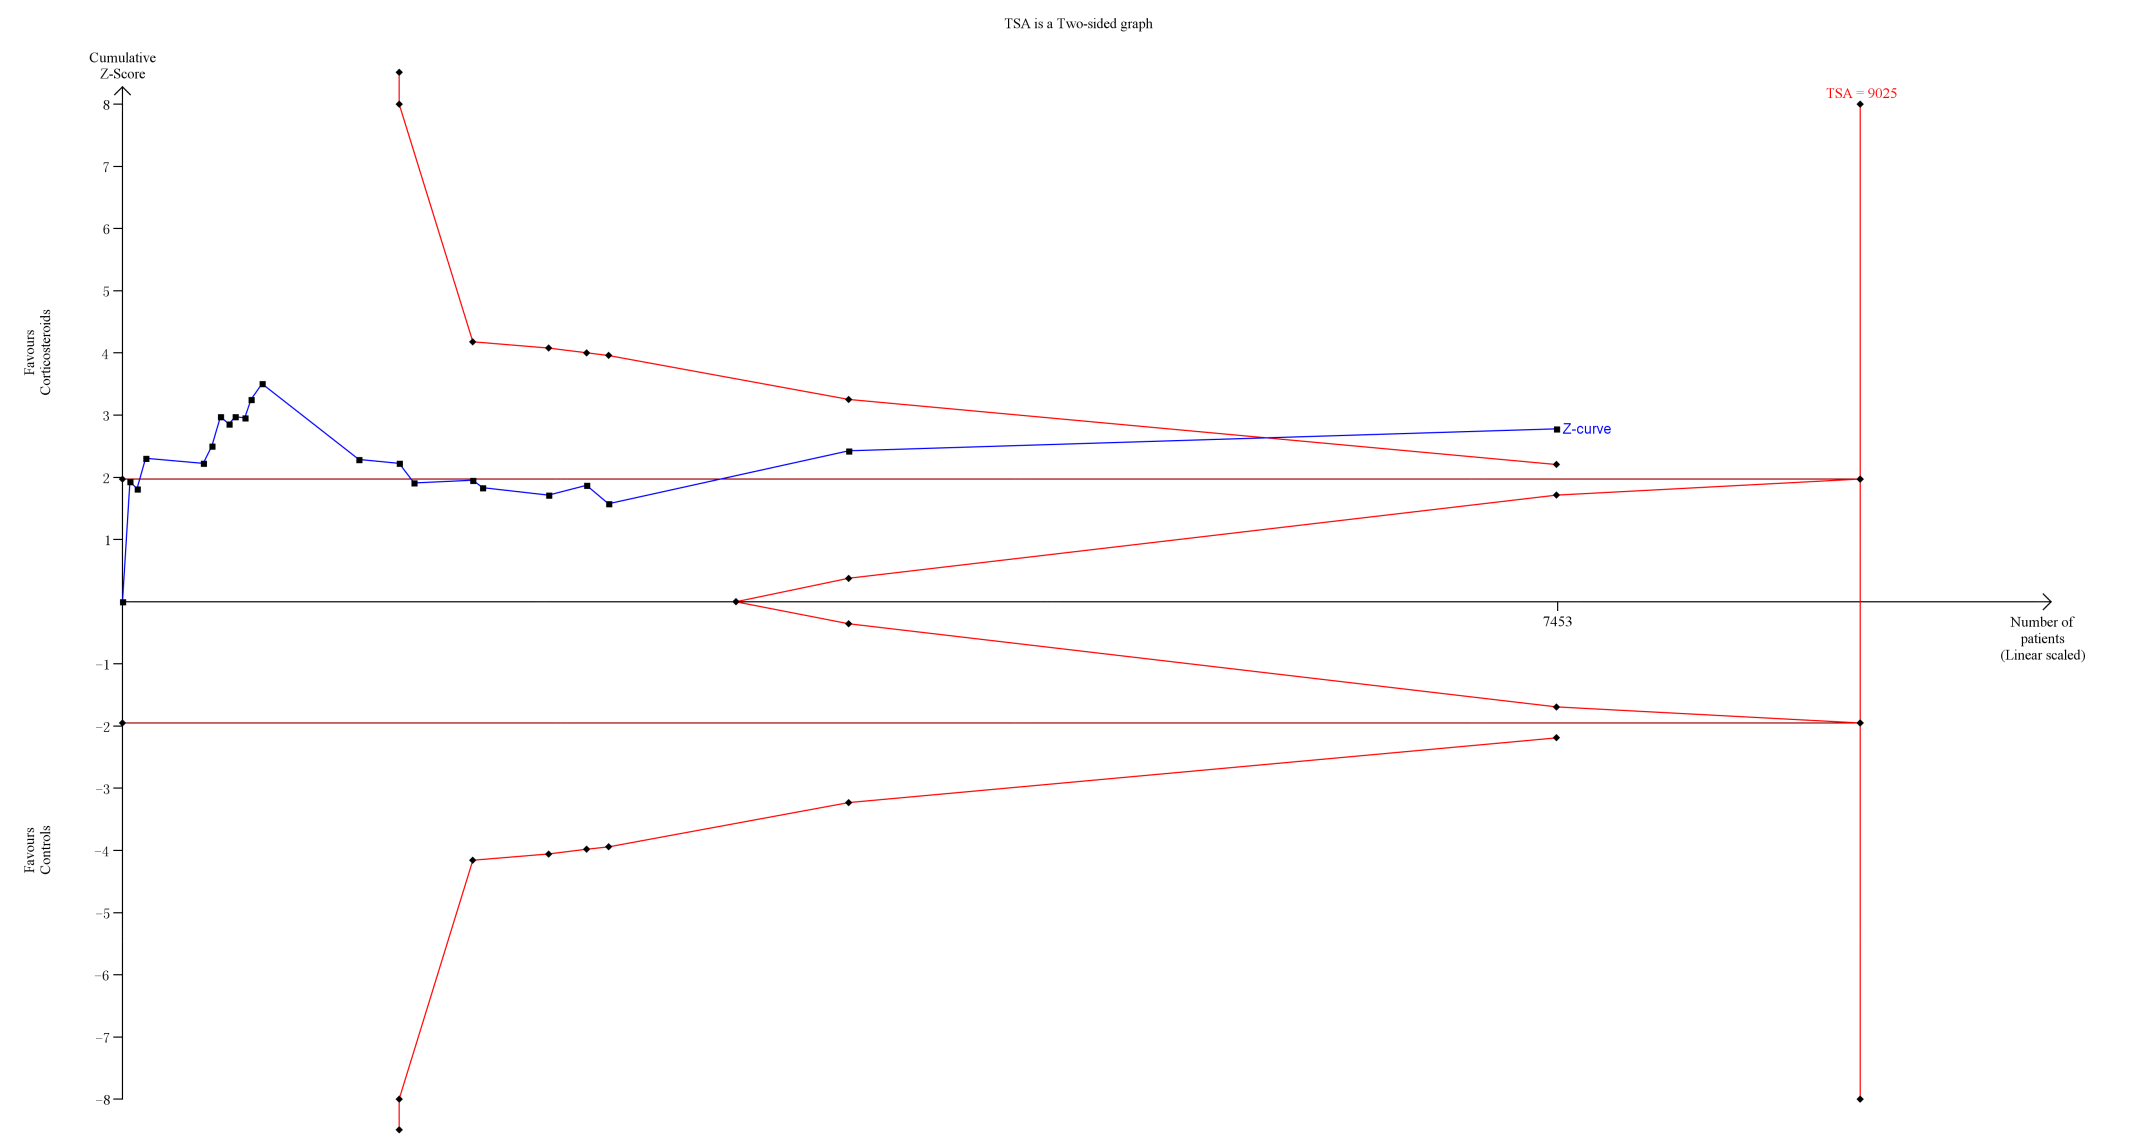 TSA is a Two-sided graph
Cumulative
Z-Score
TSA = 9025
8
7
6
5
4
3
2
1
-1
-2
-3
-4
-5
-6
-7
-8
Favours
Corticosteroids
Favours
Controls
Z-curve
7453
Number of
patients
(Linear scaled)